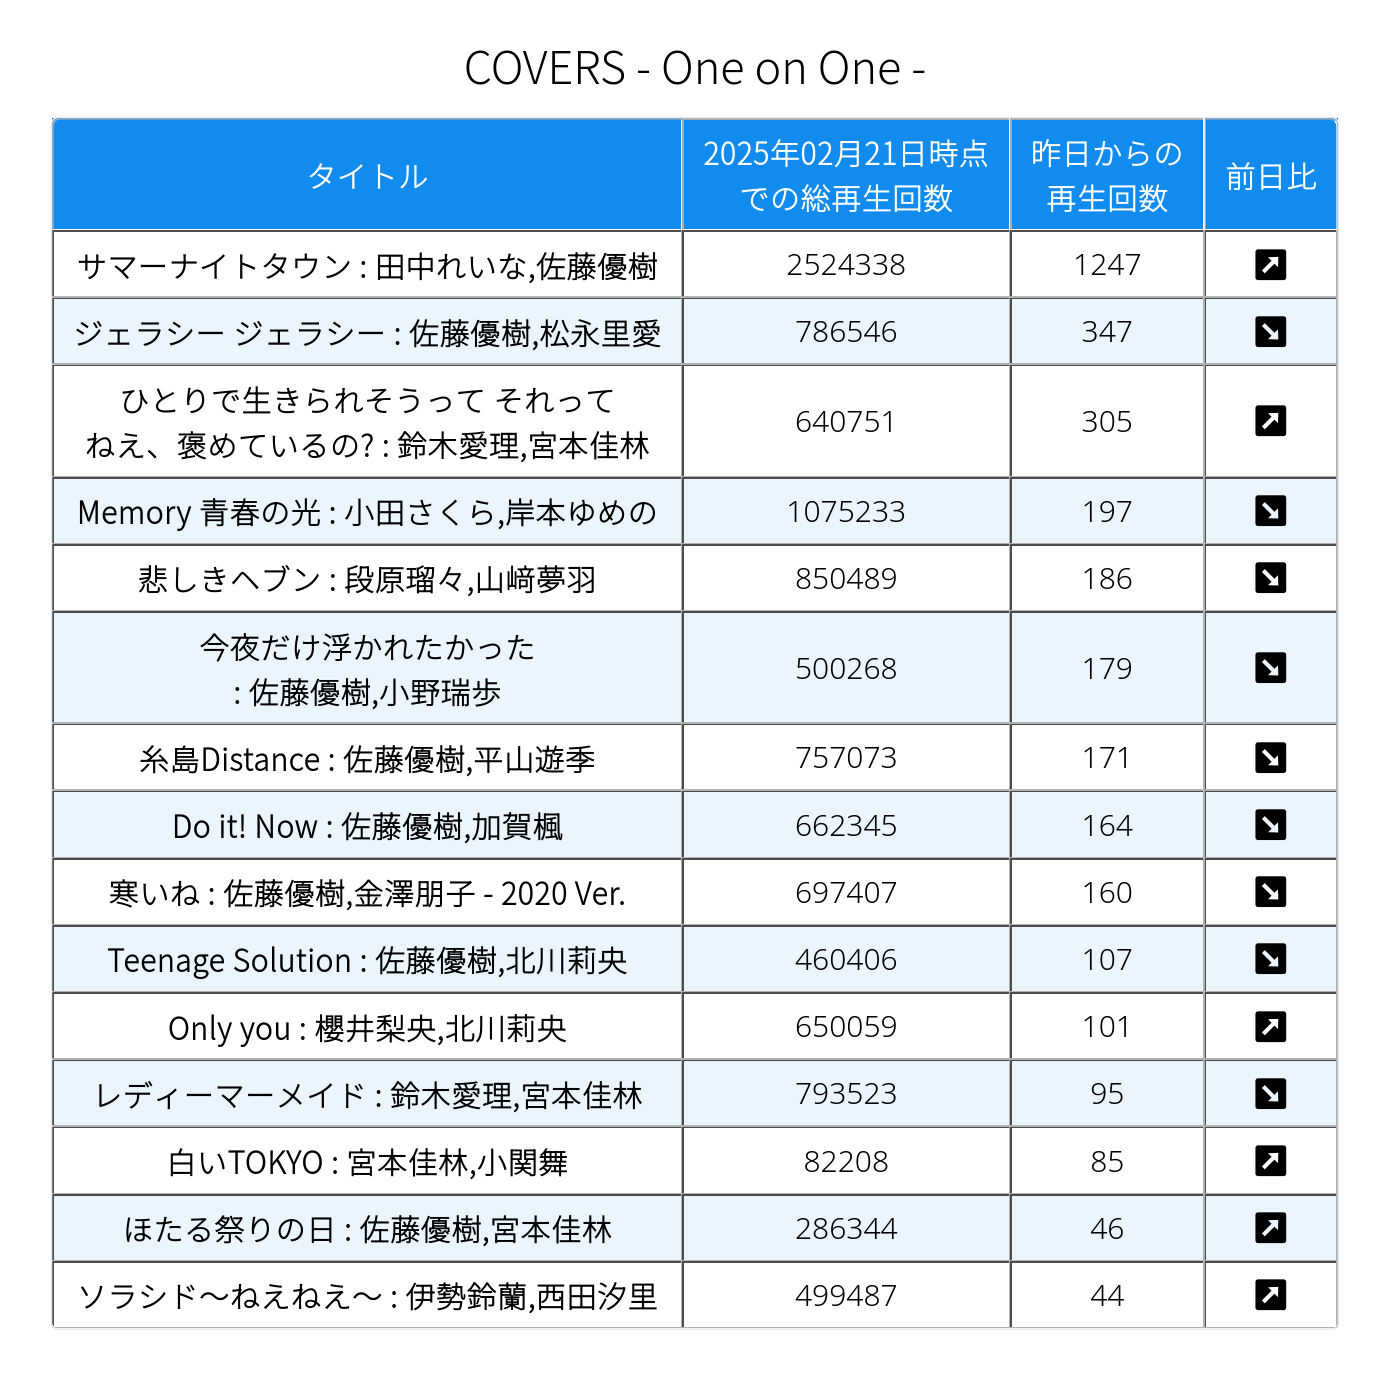 COVERS - One on One -
タイトル
2025年02月21日時点
での総再生回数
昨日からの
再生回数
前日比
サマーナイトタウン : 田中れいな,佐藤優樹
2524338
1247
ジェラシー ジェラシー : 佐藤優樹,松永里愛
786546
347
ひとりで生きられそうって それって
ねえ、褒めているの? : 鈴木愛理,宮本佳林
640751
305
Memory 青春の光 : 小田さくら,岸本ゆめの
1075233
197
悲しきヘブン : 段原瑠々,山﨑夢羽
850489
186
今夜だけ浮かれたかった
: 佐藤優樹,小野瑞歩
500268
179
糸島Distance : 佐藤優樹,平山遊季
757073
171
Do it! Now : 佐藤優樹,加賀楓
662345
164
寒いね : 佐藤優樹,金澤朋子 - 2020 Ver.
697407
160
Teenage Solution : 佐藤優樹,北川莉央
460406
107
Only you : 櫻井梨央,北川莉央
650059
101
レディーマーメイド : 鈴木愛理,宮本佳林
793523
95
白いTOKYO : 宮本佳林,小関舞
82208
85
ほたる祭りの日 : 佐藤優樹,宮本佳林
286344
46
ソラシド〜ねえねえ〜 : 伊勢鈴蘭,西田汐里
499487
44